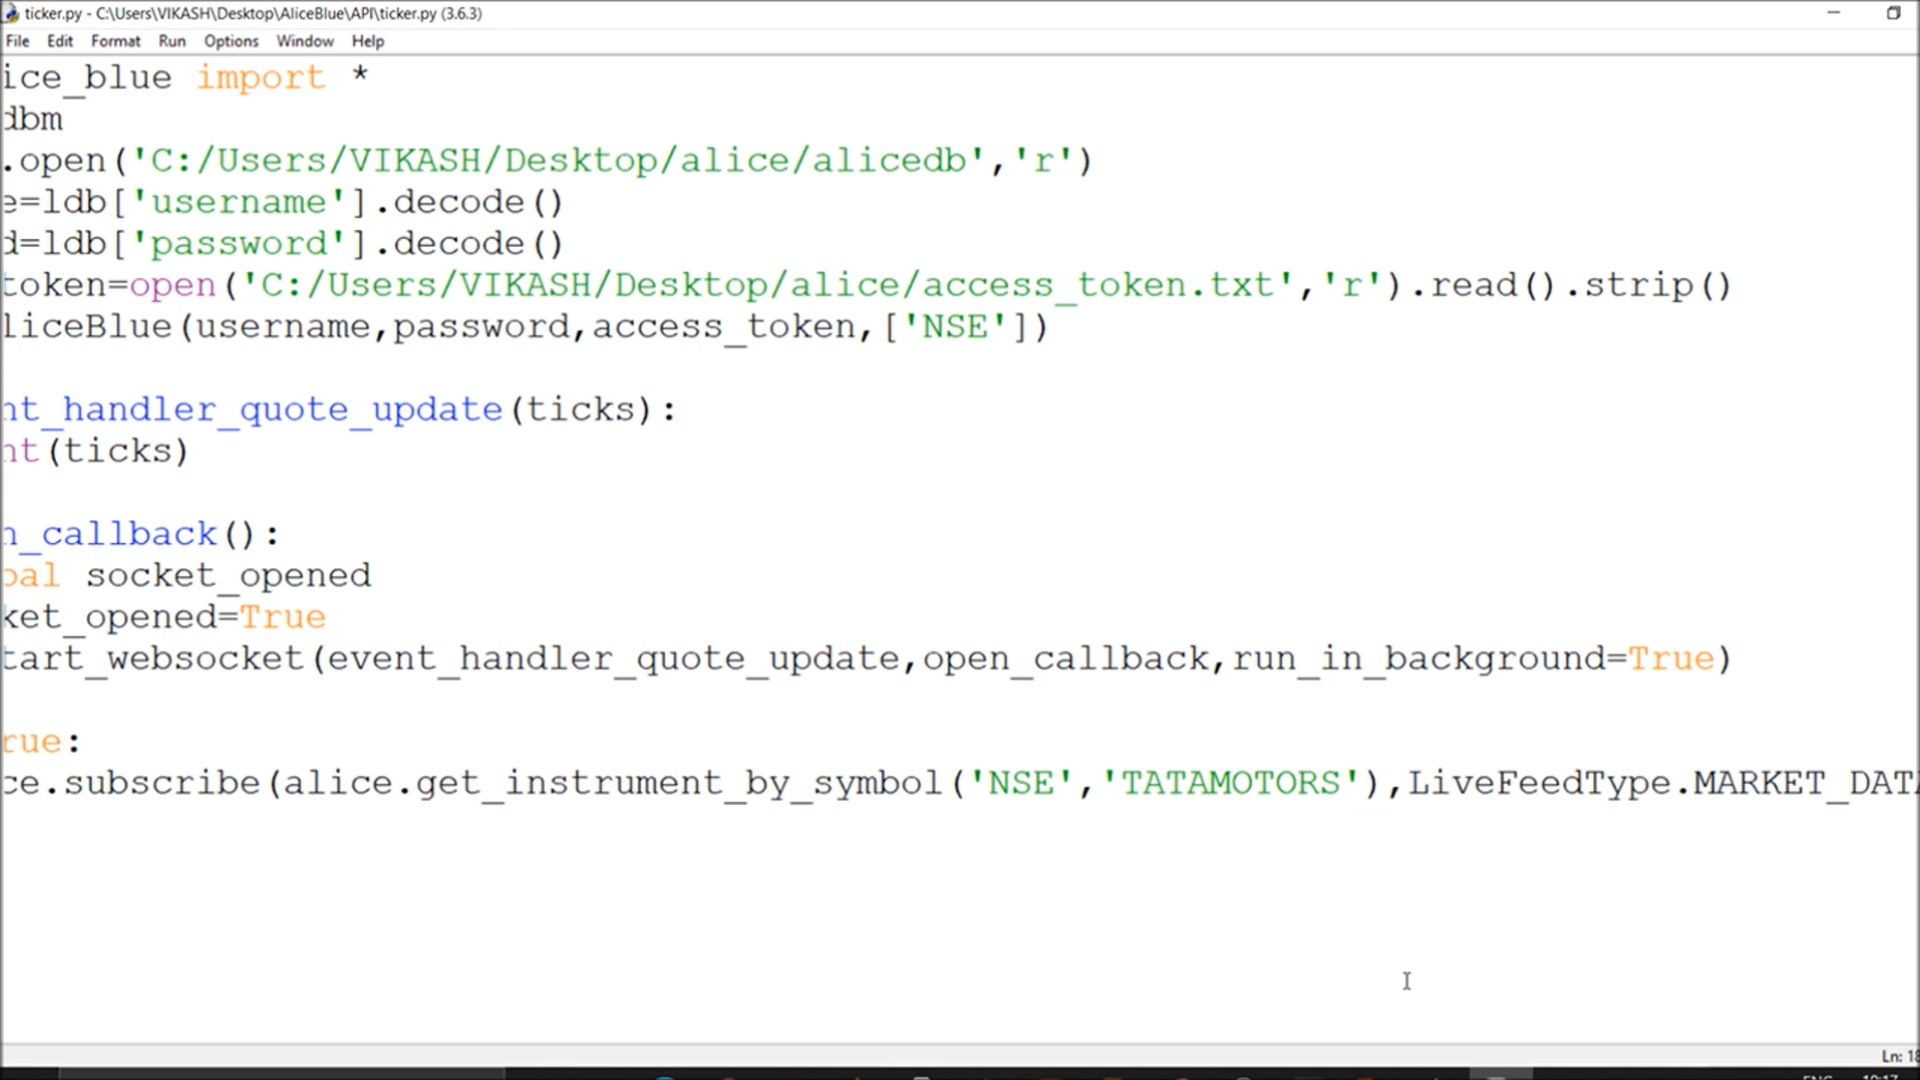 ticker.py - C:\Users\VIKASH\Desktop\AliceBlue\API\ticker.py (3.6.3)
File Edit Format Run Options Window Help
ice_blue import *
dbm
.open('C:/Users/VIKASH/Desktop/alice/alicedb','r')
e=ldb['username'].decode()
d=ldb['password'].decode()
token=open('C:/Users/VIKASH/Desktop/alice/access_token.txt','r').read().strip()
liceBlue(username,password,access_token,['NSE'])
nt_handler_quote_update(ticks):
nt(ticks)
n_callback():
bal socket_opened
ket_opened=True
tart_websocket(event_handler_quote_update,open_callback,run_in_background=True)
rue:
ce.subscribe(alice.get_instrument_by_symbol('NSE','TATAMOTORS'),LiveFeedType.MARKET_DATA
Ln: 18